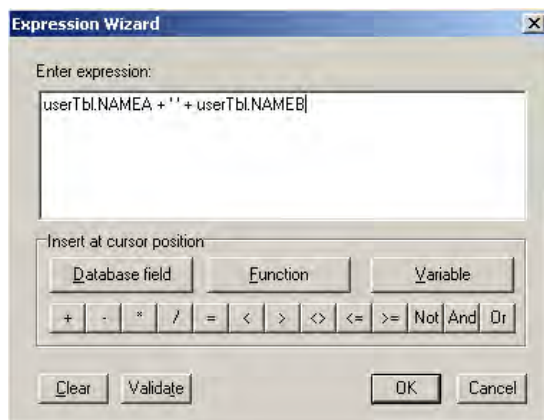 Expression Wizard
Enter expression:
userTbl.NAMEA + ' ' + userTbl.NAMEB
Insert at cursor position
Database field Function Variable
+ - * / = < > <> <= >= Not And Or
Clear Validate OK Cancel